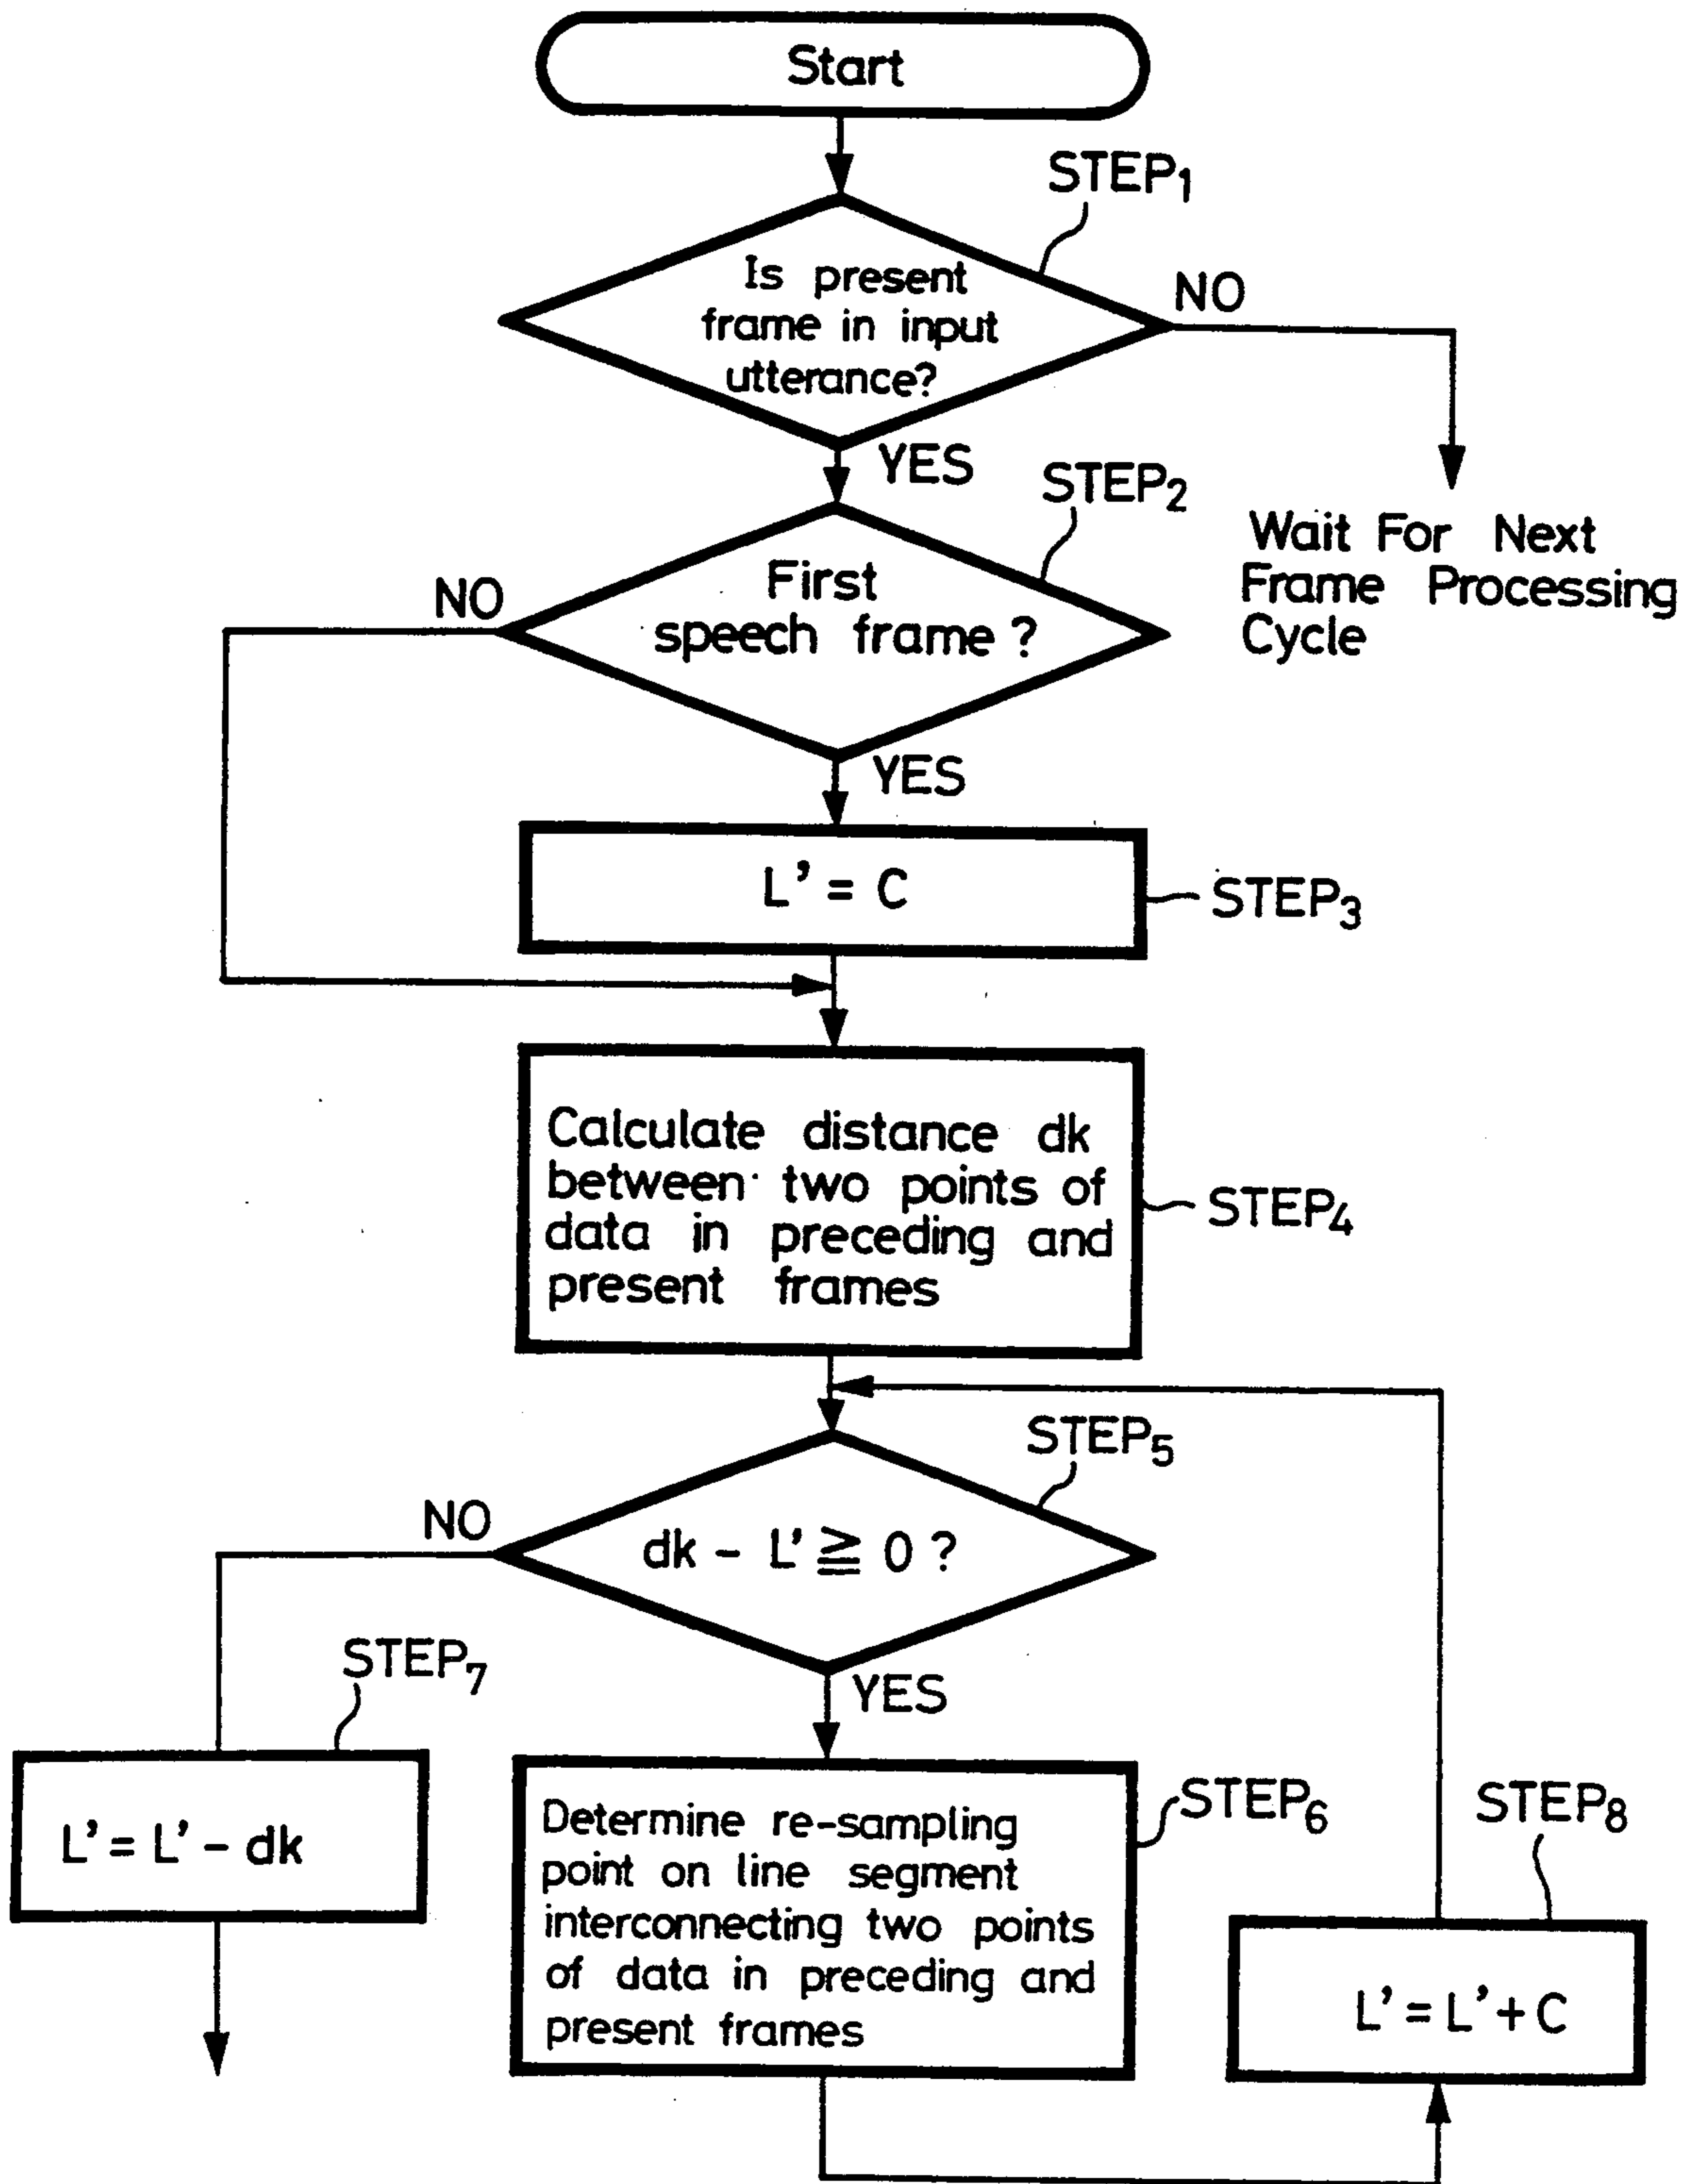 Start
STEP₁
Is present
frame in input
utterance?
NO
YES
Wait For Next
Frame Processing
Cycle
STEP₂
First
speech frame ?
NO
YES
L' = C
STEP₃
Calculate distance dk
between two points of
data in preceding and
present frames
STEP₄
STEP₅
dk - L' ≧ 0 ?
NO
YES
STEP₇
L' = L' - dk
Determine re-sampling
point on line segment
interconnecting two points
of data in preceding and
present frames
STEP₆
STEP₈
L' = L' + C